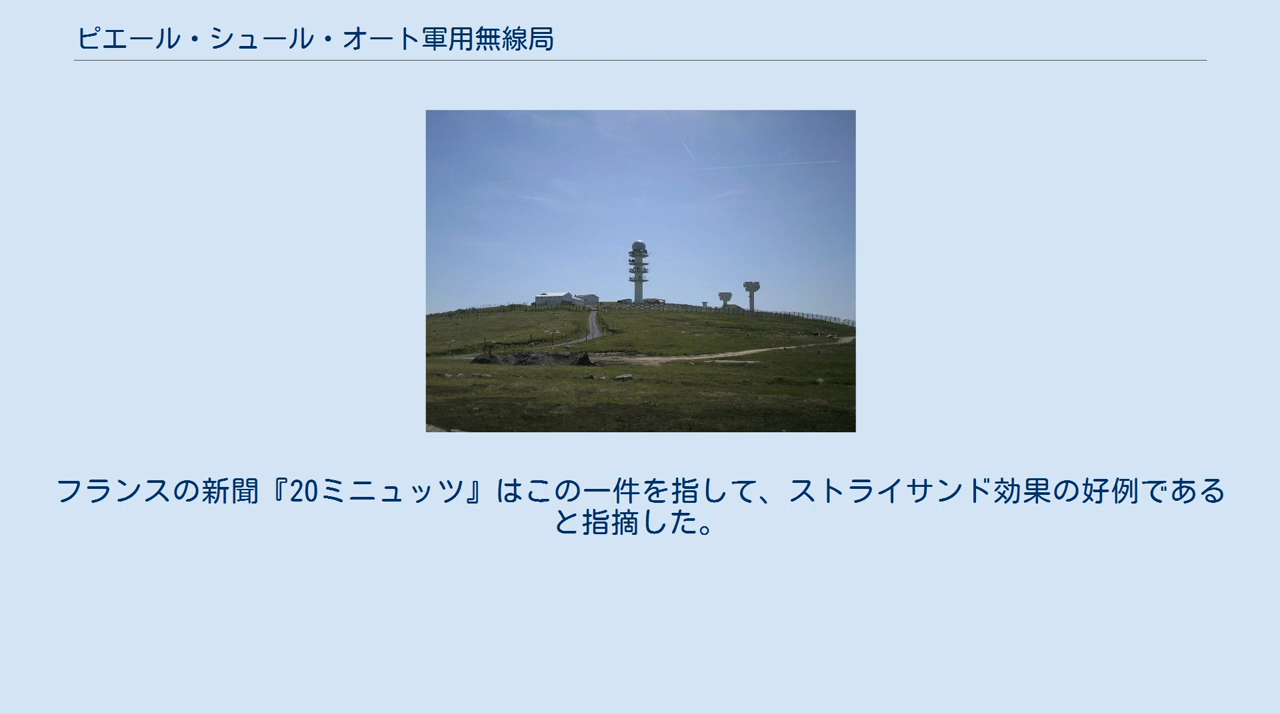 ピエール・シュール・オート軍用無線局
フランスの新聞『20ミニュッツ』はこの一件を指して、ストライサンド効果の好例である
と指摘した。